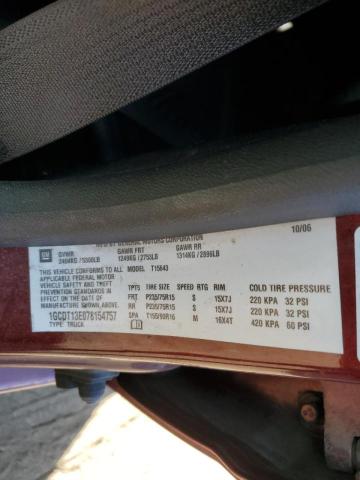 MFD BY GENERAL MOTORS CORPORATION
10/06
GM GVWR GAWR FRT GAWR RR
2494KG /5500LB 1249KG /2753LB 1314KG /2896LB
THIS VEHICLE CONFORMS TO ALL MODEL T15643
APPLICABLE FEDERAL MOTOR
VEHICLE SAFETY AND THEFT
PREVENTION STANDARDS IN TPTS TIRE SIZE SPEED RTG RIM COLD TIRE PRESSURE
EFFECT ON THE DATE OF FRT P235/75R15 S 15X7J 220 KPA 32 PSI
MANUFACTURE SHOWN ABOVE. RR P235/75R15 S 15X7J 220 KPA 32 PSI
1GCDT13E078154757 SPA T155/90R16 M 16X4T 420 KPA 60 PSI
TYPE: TRUCK